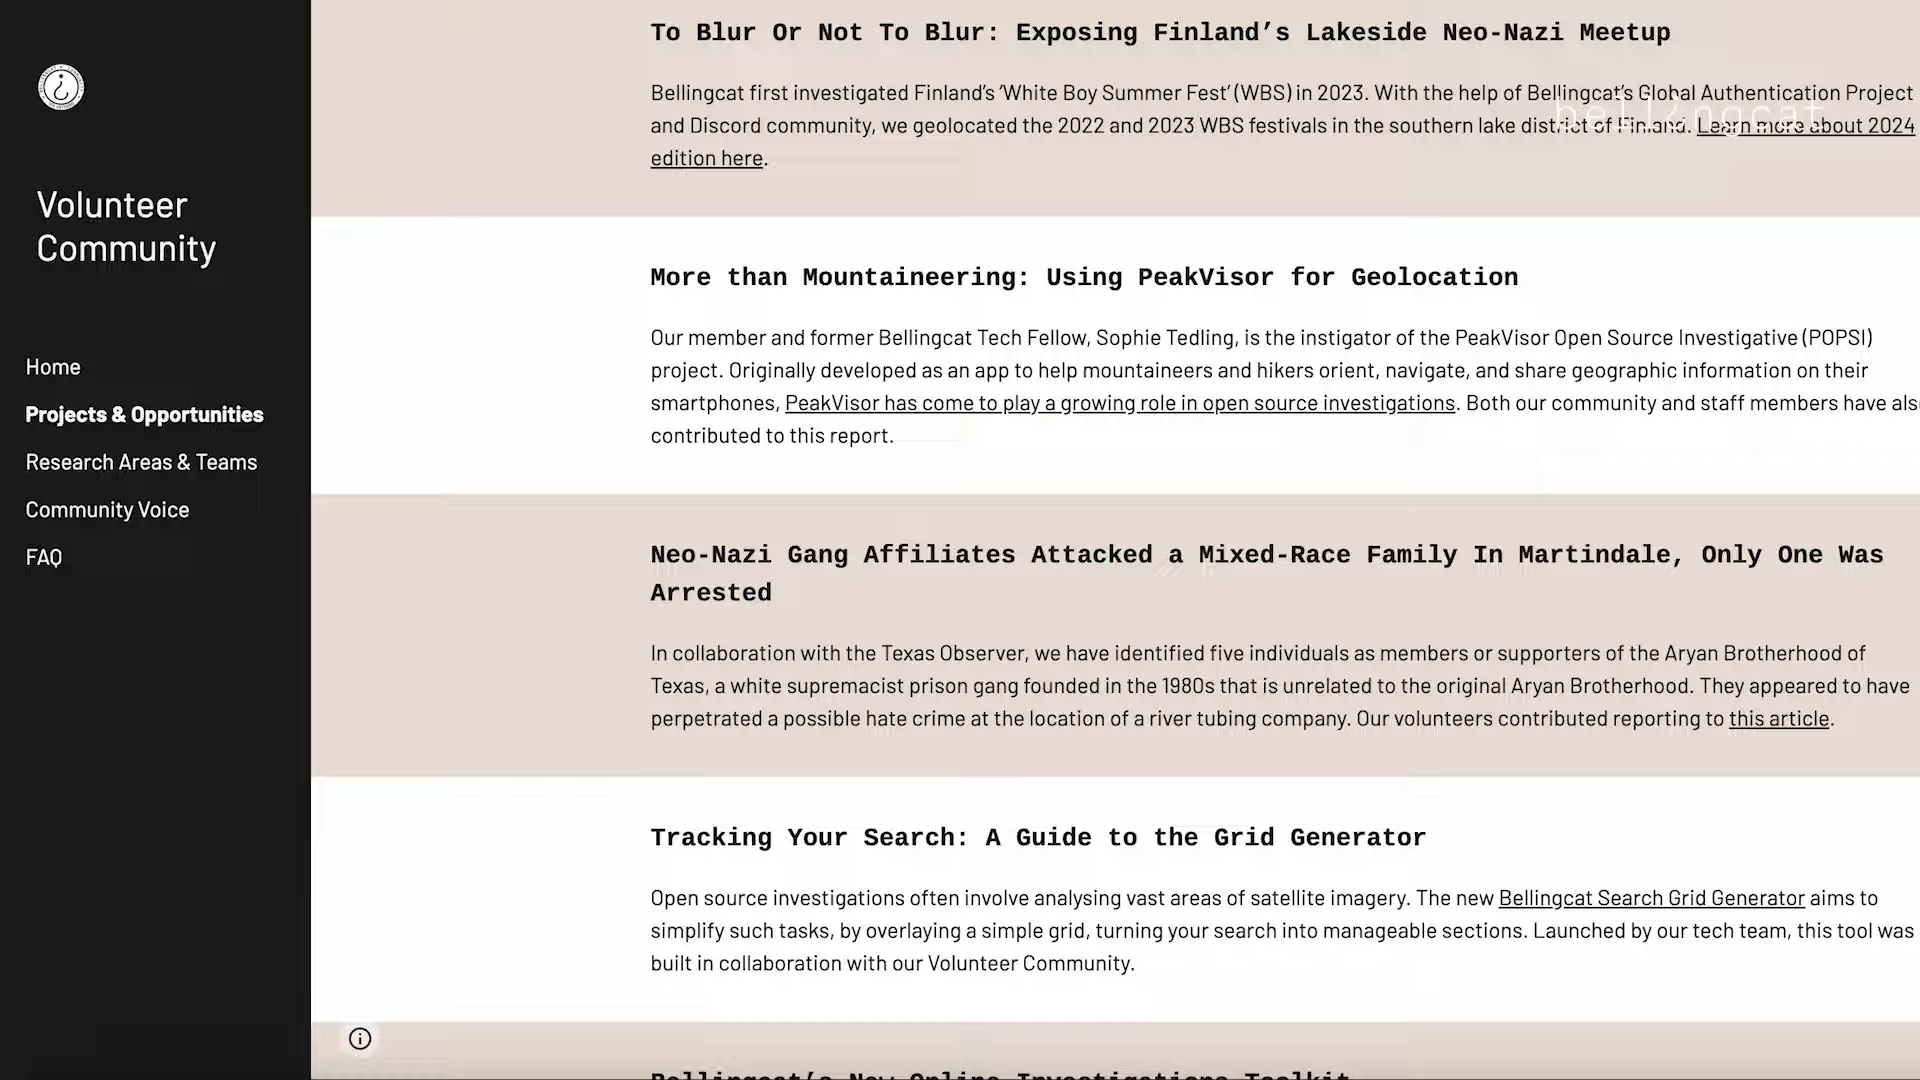 Volunteer
Community
Home
Projects & Opportunities
Research Areas & Teams
Community Voice
FAQ
To Blur Or Not To Blur: Exposing Finland’s Lakeside Neo-Nazi Meetup
Bellingcat first investigated Finland’s ‘White Boy Summer Fest’ (WBS) in 2023. With the help of Bellingcat’s Global Authentication Project
and Discord community, we geolocated the 2022 and 2023 WBS festivals in the southern lake district of Finland. Learn more about 2024
edition here.
bellingcat
More than Mountaineering: Using PeakVisor for Geolocation
Our member and former Bellingcat Tech Fellow, Sophie Tedling, is the instigator of the PeakVisor Open Source Investigative (POPSI)
project. Originally developed as an app to help mountaineers and hikers orient, navigate, and share geographic information on their
smartphones, PeakVisor has come to play a growing role in open source investigations. Both our community and staff members have als
contributed to this report.
Neo-Nazi Gang Affiliates Attacked a Mixed-Race Family In Martindale, Only One Was
Arrested
In collaboration with the Texas Observer, we have identified five individuals as members or supporters of the Aryan Brotherhood of
Texas, a white supremacist prison gang founded in the 1980s that is unrelated to the original Aryan Brotherhood. They appeared to have
perpetrated a possible hate crime at the location of a river tubing company. Our volunteers contributed reporting to this article.
Tracking Your Search: A Guide to the Grid Generator
Open source investigations often involve analysing vast areas of satellite imagery. The new Bellingcat Search Grid Generator aims to
simplify such tasks, by overlaying a simple grid, turning your search into manageable sections. Launched by our tech team, this tool was
built in collaboration with our Volunteer Community.
Bellingcat’s New Online Investigations Toolkit